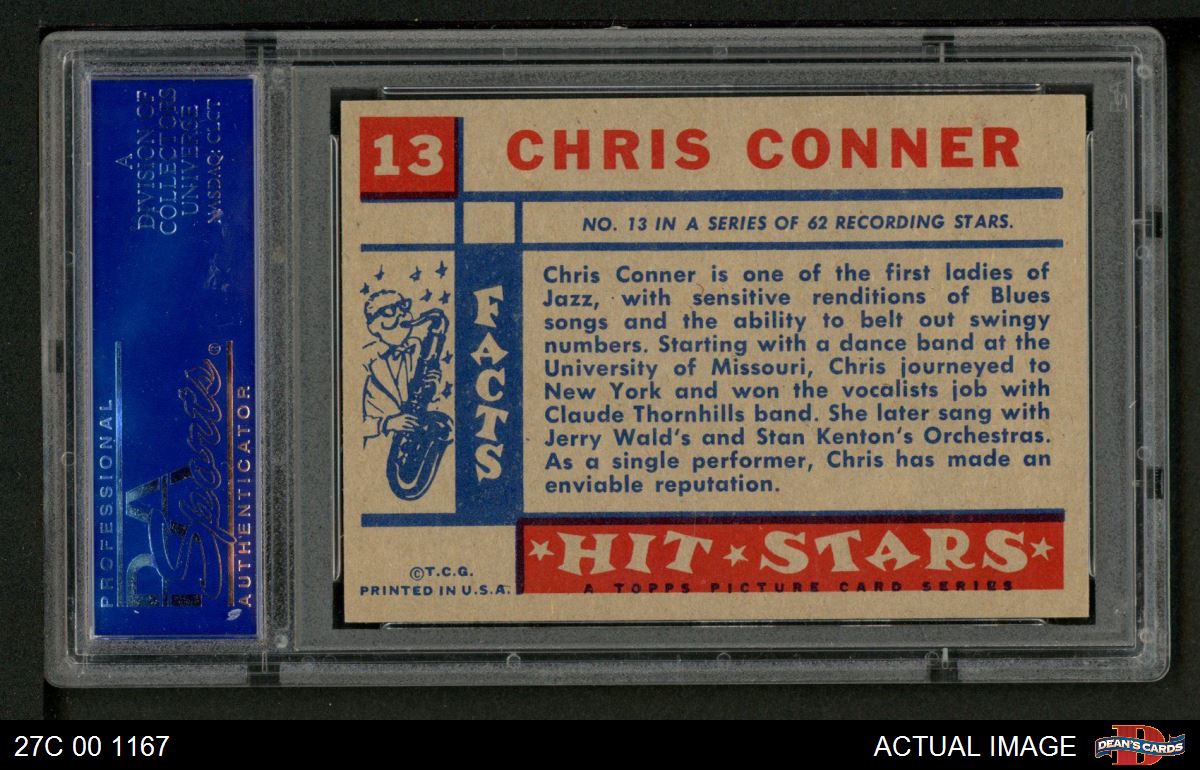 A
DIVISION OF
COLLECTORS
UNIVERSE
NASDAQ: CLCT
PROFESSIONAL
PSA
Sports®
AUTHENTICATOR
13
CHRIS CONNER
NO. 13 IN A SERIES OF 62 RECORDING STARS.
FACTS
Chris Conner is one of the first ladies of
Jazz, with sensitive renditions of Blues
songs and the ability to belt out swingy
numbers. Starting with a dance band at the
University of Missouri, Chris journeyed to
New York and won the vocalists job with
Claude Thornhills band. She later sang with
Jerry Wald's and Stan Kenton's Orchestras.
As a single performer, Chris has made an
enviable reputation.
HIT STARS
A TOPPS PICTURE CARD SERIES
©T.C.G.
PRINTED IN U.S.A.
27C 00 1167
ACTUAL IMAGE
D
DEAN'S CARDS